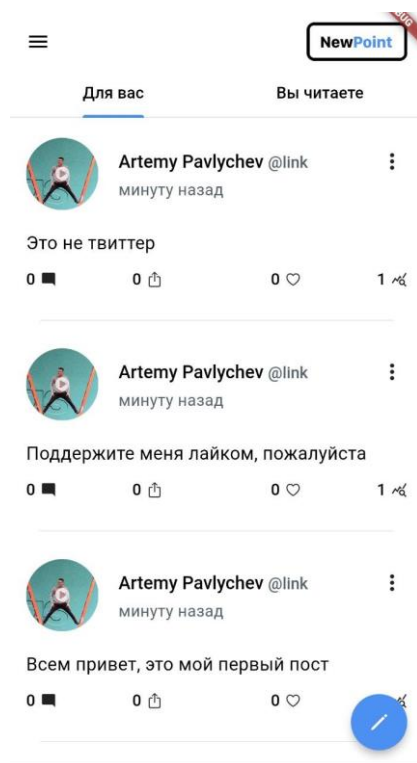 NewPoint
Для вас
Вы читаете
Artemy Pavlychev @link
минуту назад
Это не твиттер
0 0 0 1
Artemy Pavlychev @link
минуту назад
Поддержите меня лайком, пожалуйста
0 0 0 1
Artemy Pavlychev @link
минуту назад
Всем привет, это мой первый пост
0 0 0